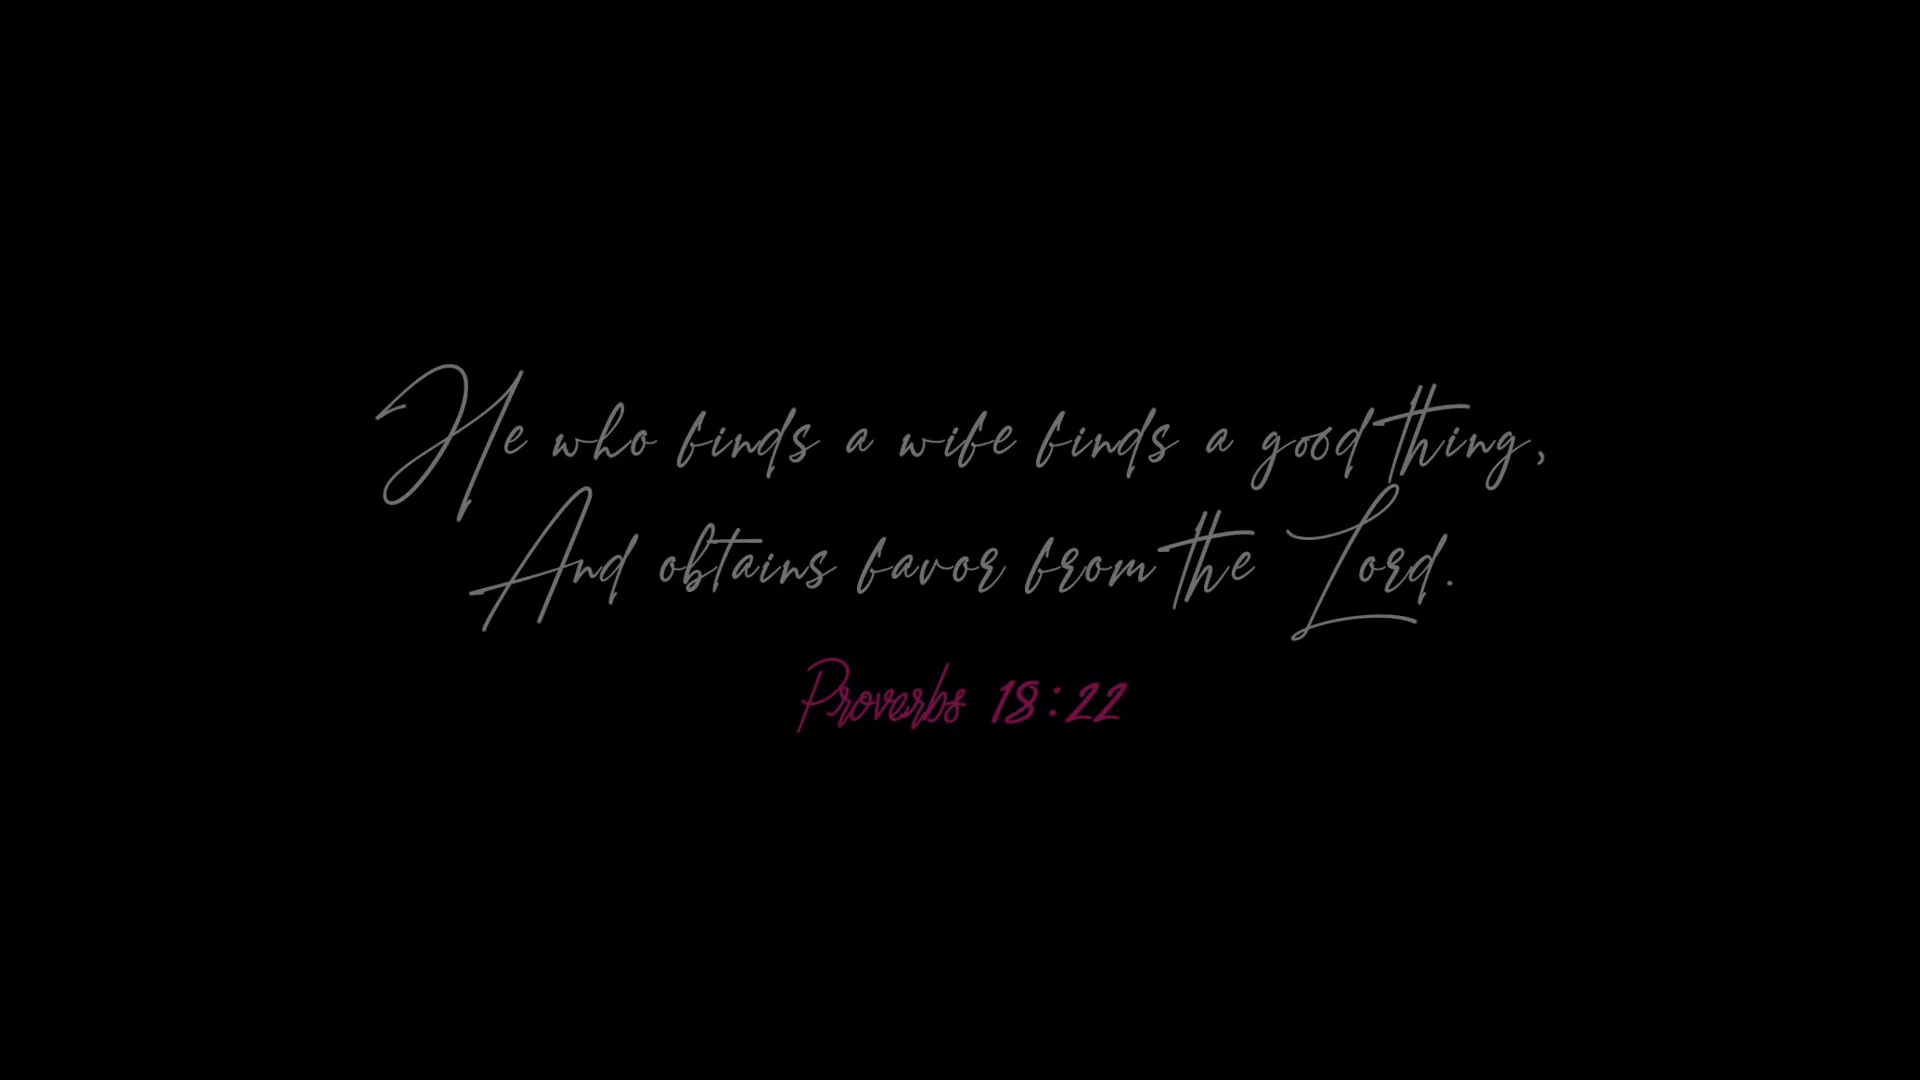 He who finds a wife finds a good thing,
And obtains favor from the Lord.
Proverbs 18:22